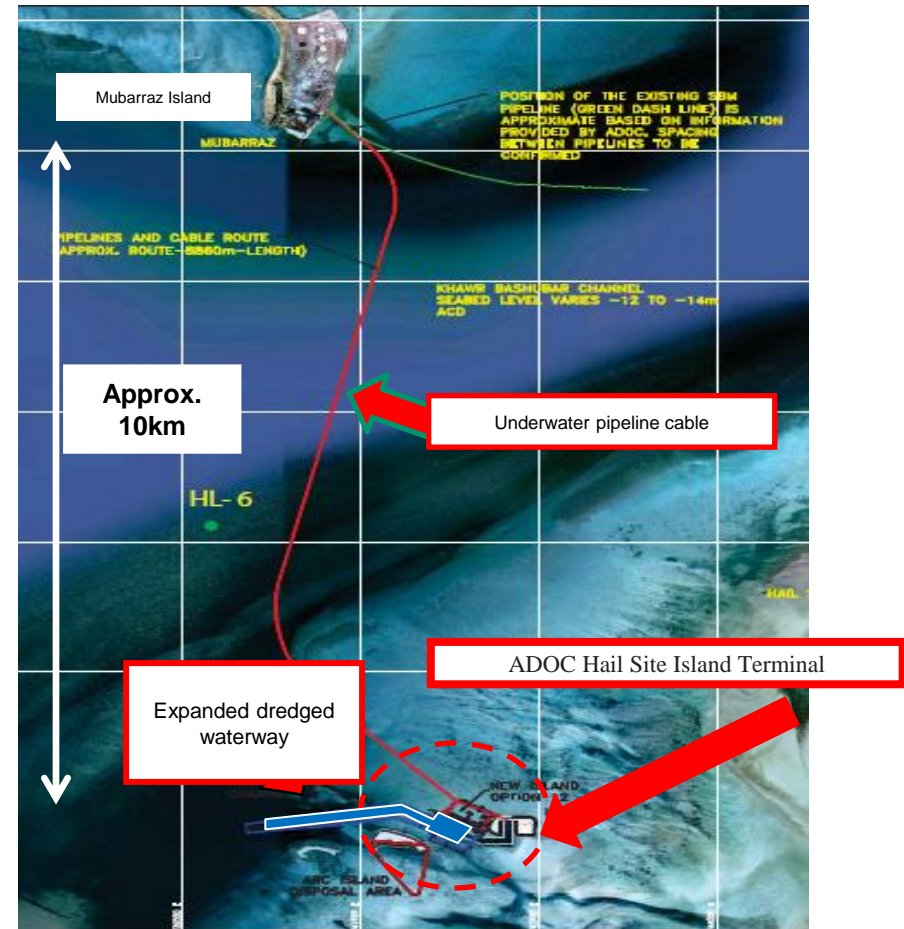 Mubarraz Island
POSITION OF THE EXISTING SBM
PIPELINE (GREEN DASH LINE) IS
APPROXIMATE BASED ON INFORMATION
PROVIDED BY ADOC. SPACING
BETWEEN PIPELINES TO BE
CONFIRMED
MUBARRAZ
PIPELINES AND CABLE ROUTE
(APPROX. ROUTE-8860m-LENGTH)
KHAWR BASHUBAR CHANNEL
SEABED LEVEL VARIES -12 TO -14m
ACD
Approx.
10km
Underwater pipeline cable
HL-6
HAIL
ADOC Hail Site Island Terminal
Expanded dredged
waterway
NEW ISLAND
OPTION 2
ARC ISLAND
DISPOSAL AREA